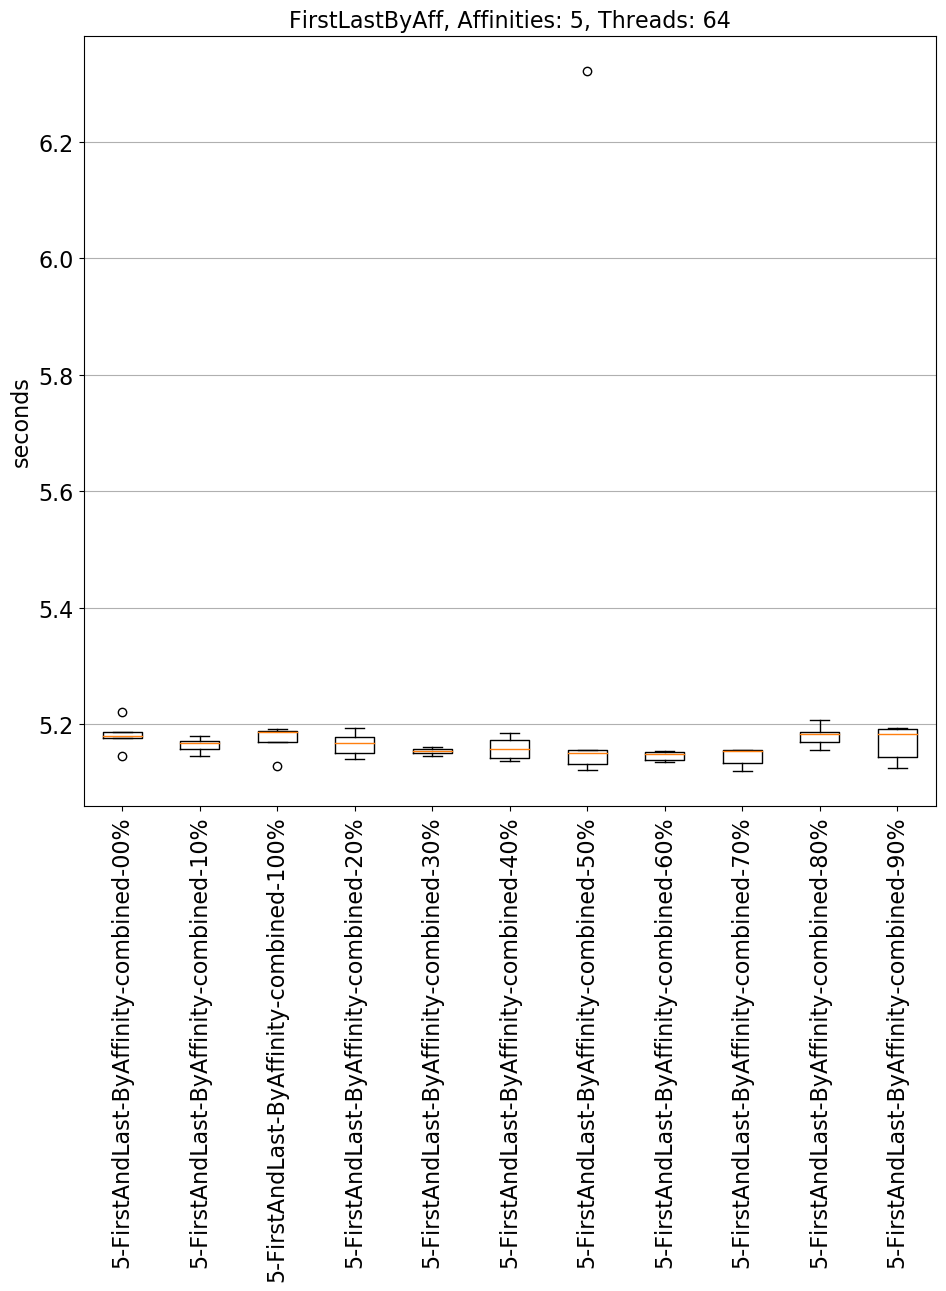 FirstLastByAff, Affinities: 5, Threads: 64
6.2
6.0
5.8
5.6
5.4
5.2
seconds
5-FirstAndLast-ByAffinity-combined-00%
5-FirstAndLast-ByAffinity-combined-10%
5-FirstAndLast-ByAffinity-combined-100%
5-FirstAndLast-ByAffinity-combined-20%
5-FirstAndLast-ByAffinity-combined-30%
5-FirstAndLast-ByAffinity-combined-40%
5-FirstAndLast-ByAffinity-combined-50%
5-FirstAndLast-ByAffinity-combined-60%
5-FirstAndLast-ByAffinity-combined-70%
5-FirstAndLast-ByAffinity-combined-80%
5-FirstAndLast-ByAffinity-combined-90%